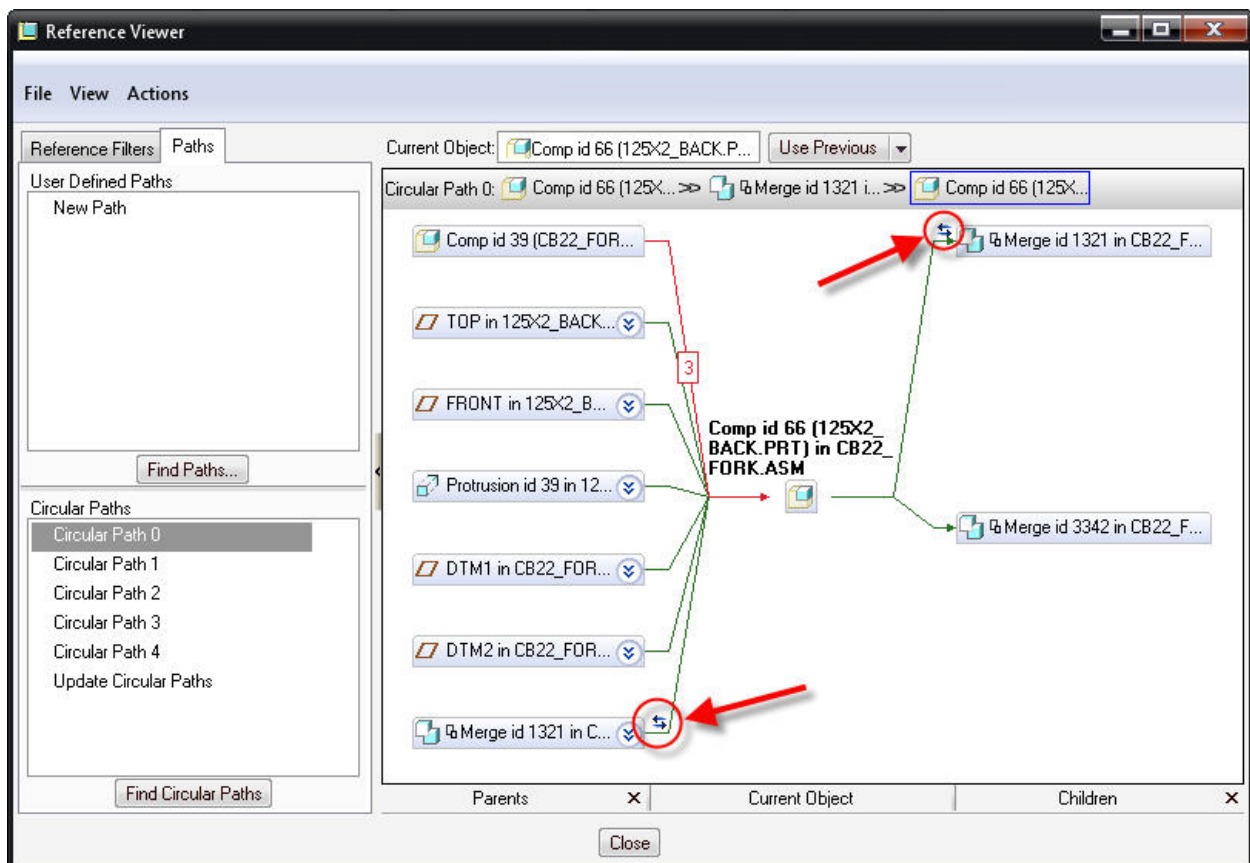 Reference Viewer
File View Actions
Reference Filters Paths
User Defined Paths
New Path
Find Paths...
Circular Paths
Circular Path 0
Circular Path 1
Circular Path 2
Circular Path 3
Circular Path 4
Update Circular Paths
Find Circular Paths
Current Object: Comp id 66 (125X2_BACK.P... Use Previous
Circular Path 0: Comp id 66 (125X... >> Merge id 1321 i... >> Comp id 66 (125X...
Comp id 39 (CB22_FOR...
TOP in 125X2_BACK...
FRONT in 125X2_B...
Protrusion id 39 in 12...
DTM1 in CB22_FOR...
DTM2 in CB22_FOR...
Merge id 1321 in C...
3
Comp id 66 (125X2_
BACK.PRT) in CB22_
FORK.ASM
Merge id 1321 in CB22_F...
Merge id 3342 in CB22_F...
Parents Current Object Children
Close